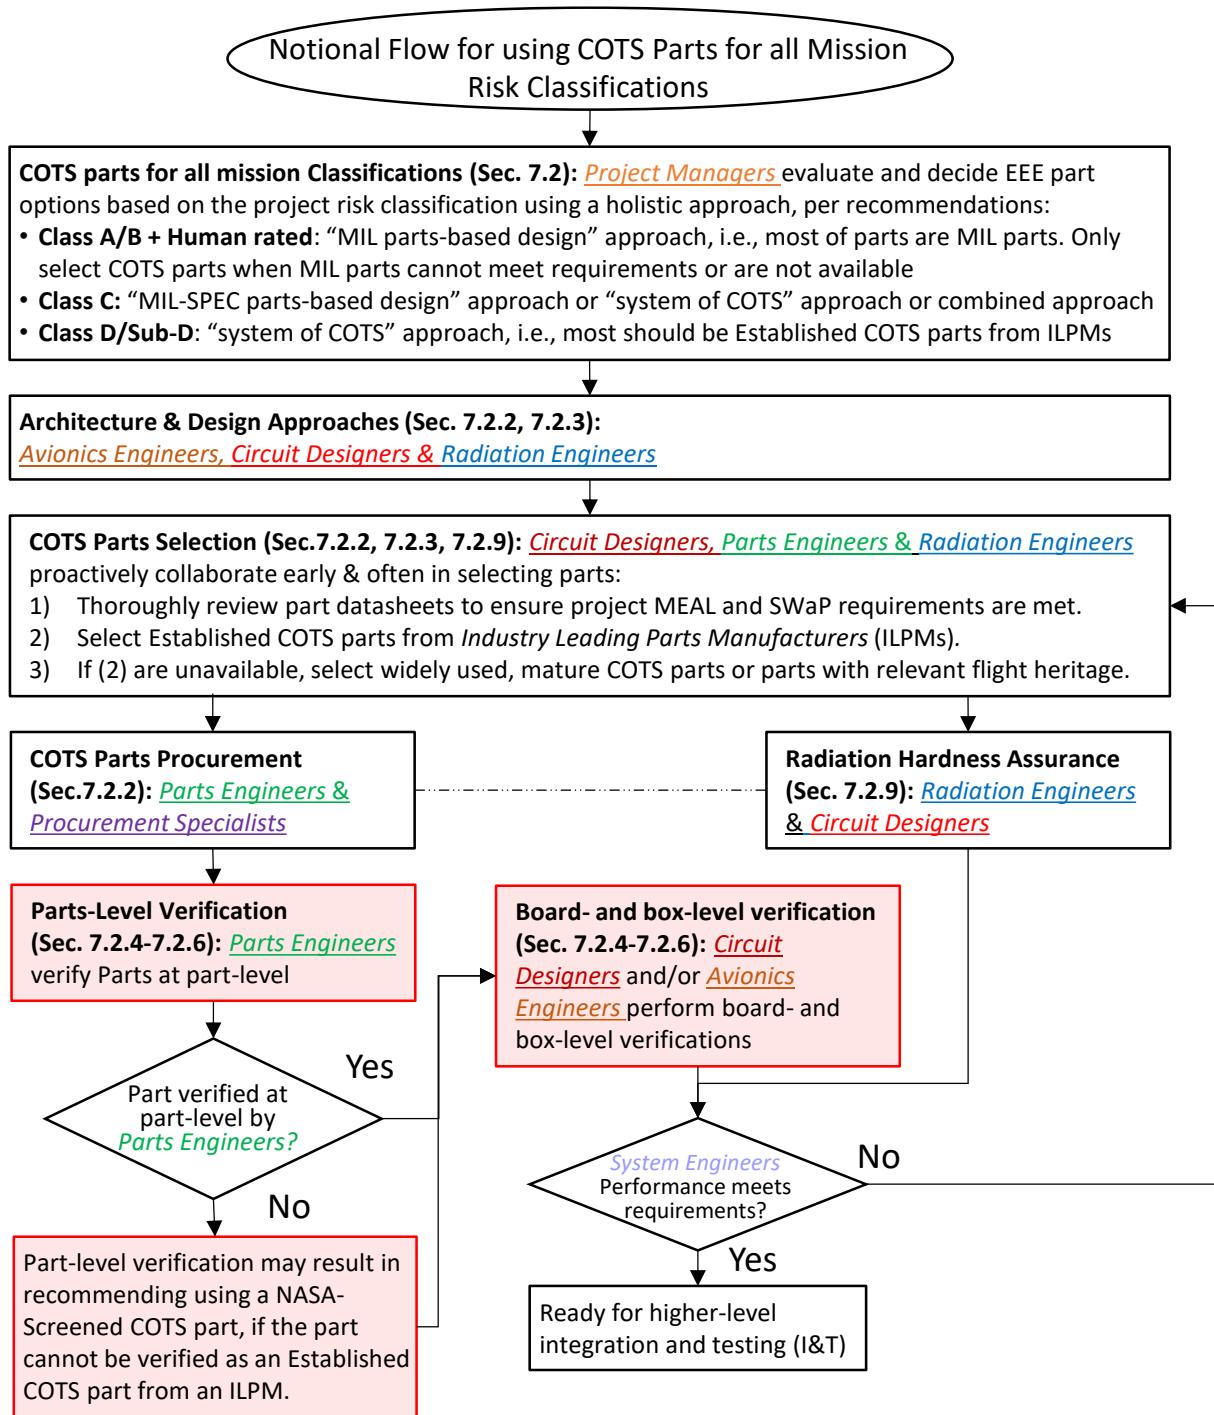 Notional Flow for using COTS Parts for all Mission
Risk Classifications
COTS parts for all mission Classifications (Sec. 7.2): Project Managers evaluate and decide EEE part
options based on the project risk classification using a holistic approach, per recommendations:
• Class A/B + Human rated: “MIL parts-based design” approach, i.e., most of parts are MIL parts. Only
select COTS parts when MIL parts cannot meet requirements or are not available
• Class C: “MIL-SPEC parts-based design” approach or “system of COTS” approach or combined approach
• Class D/Sub-D: “system of COTS” approach, i.e., most should be Established COTS parts from ILPMs
Architecture & Design Approaches (Sec. 7.2.2, 7.2.3):
Avionics Engineers, Circuit Designers & Radiation Engineers
COTS Parts Selection (Sec.7.2.2, 7.2.3, 7.2.9): Circuit Designers, Parts Engineers & Radiation Engineers
proactively collaborate early & often in selecting parts:
1) Thoroughly review part datasheets to ensure project MEAL and SWaP requirements are met.
2) Select Established COTS parts from Industry Leading Parts Manufacturers (ILPMs).
3) If (2) are unavailable, select widely used, mature COTS parts or parts with relevant flight heritage.
COTS Parts Procurement
(Sec.7.2.2): Parts Engineers &
Procurement Specialists
Radiation Hardness Assurance
(Sec. 7.2.9): Radiation Engineers
& Circuit Designers
Parts-Level Verification
(Sec. 7.2.4-7.2.6): Parts Engineers
verify Parts at part-level
Board- and box-level verification
(Sec. 7.2.4-7.2.6): Circuit
Designers and/or Avionics
Engineers perform board- and
box-level verifications
Part verified at
part-level by
Parts Engineers?
Yes
No
System Engineers
Performance meets
requirements?
No
Yes
Part-level verification may result in
recommending using a NASA-
Screened COTS part, if the part
cannot be verified as an Established
COTS part from an ILPM.
Ready for higher-level
integration and testing (I&T)